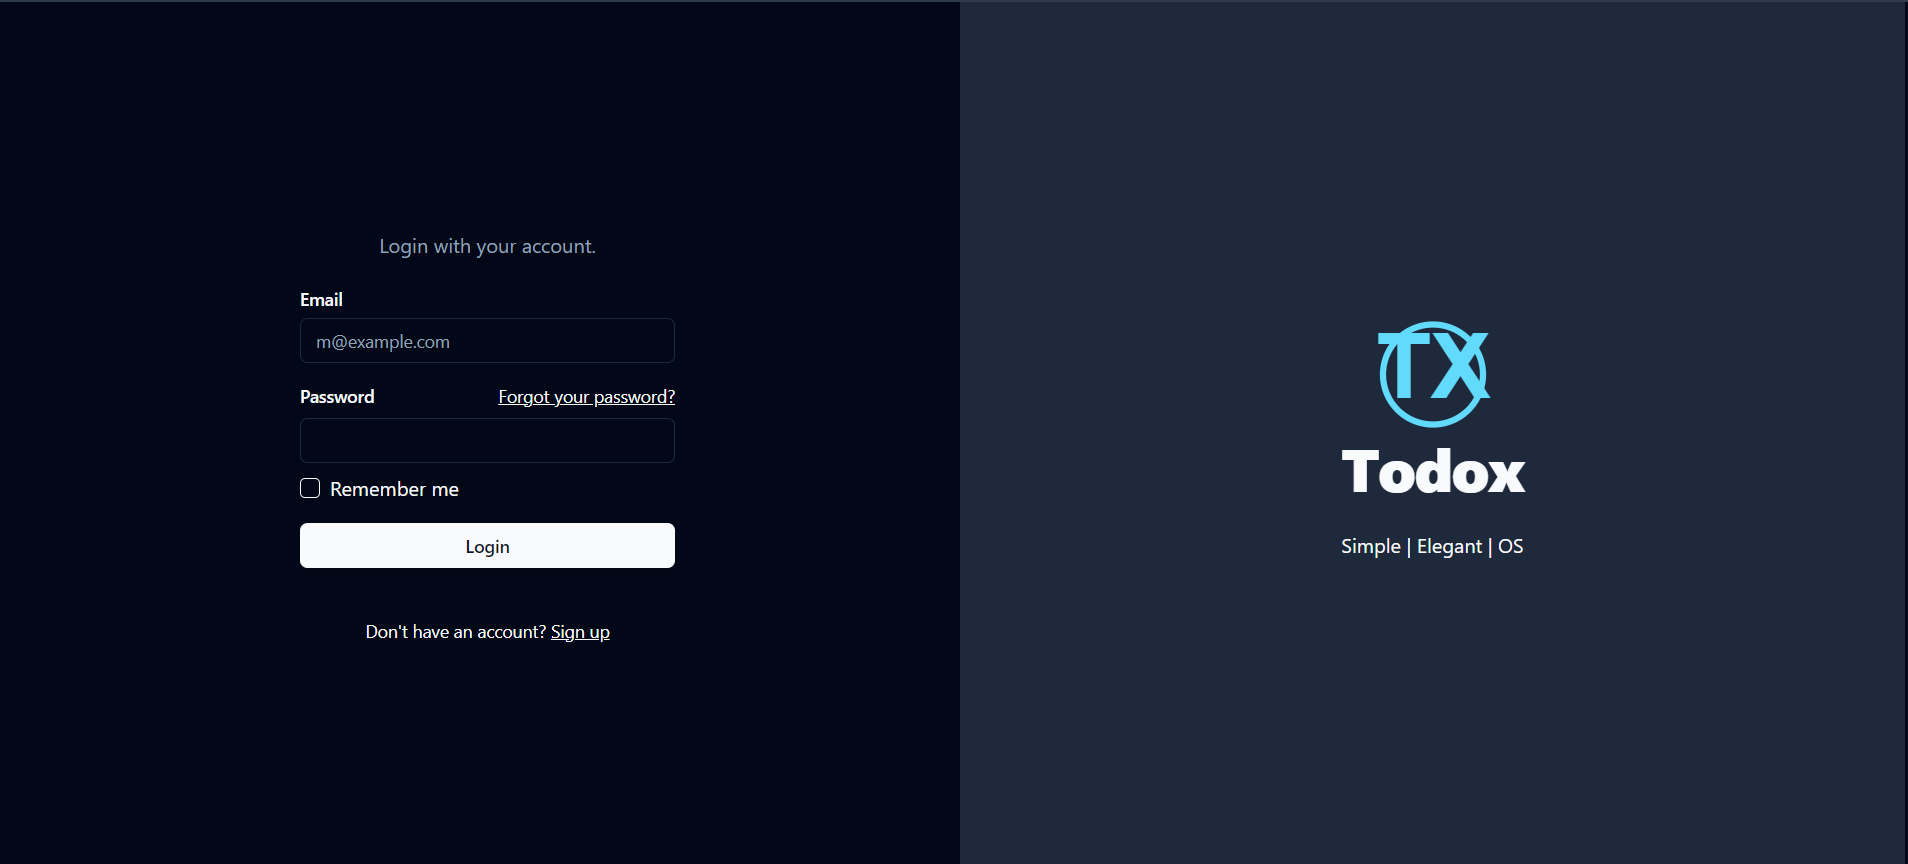 Login with your account.
Email
m@example.com
Password Forgot your password?
Remember me
Login
Don't have an account? Sign up
TX
Todox
Simple | Elegant | OS